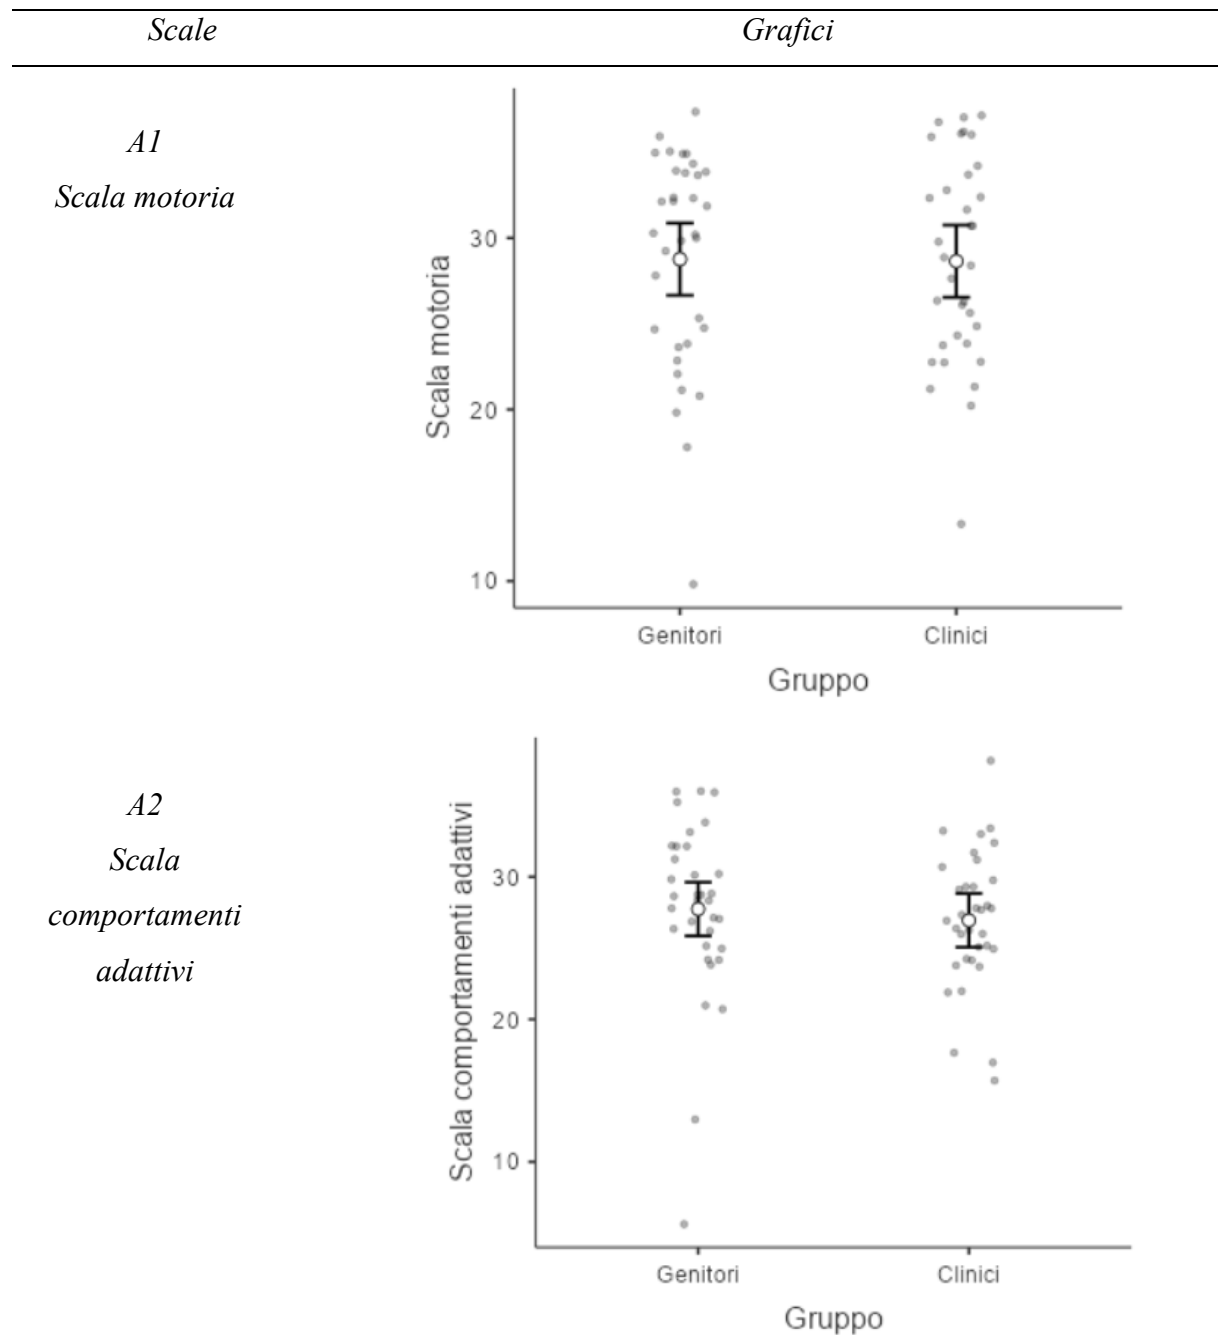 Scale Grafici
A1
Scala motoria
Scala motoria
30
20
10
Genitori Clinici
Gruppo
A2
Scala
comportamenti
adattivi
Scala comportamenti adattivi
30
20
10
Genitori Clinici
Gruppo